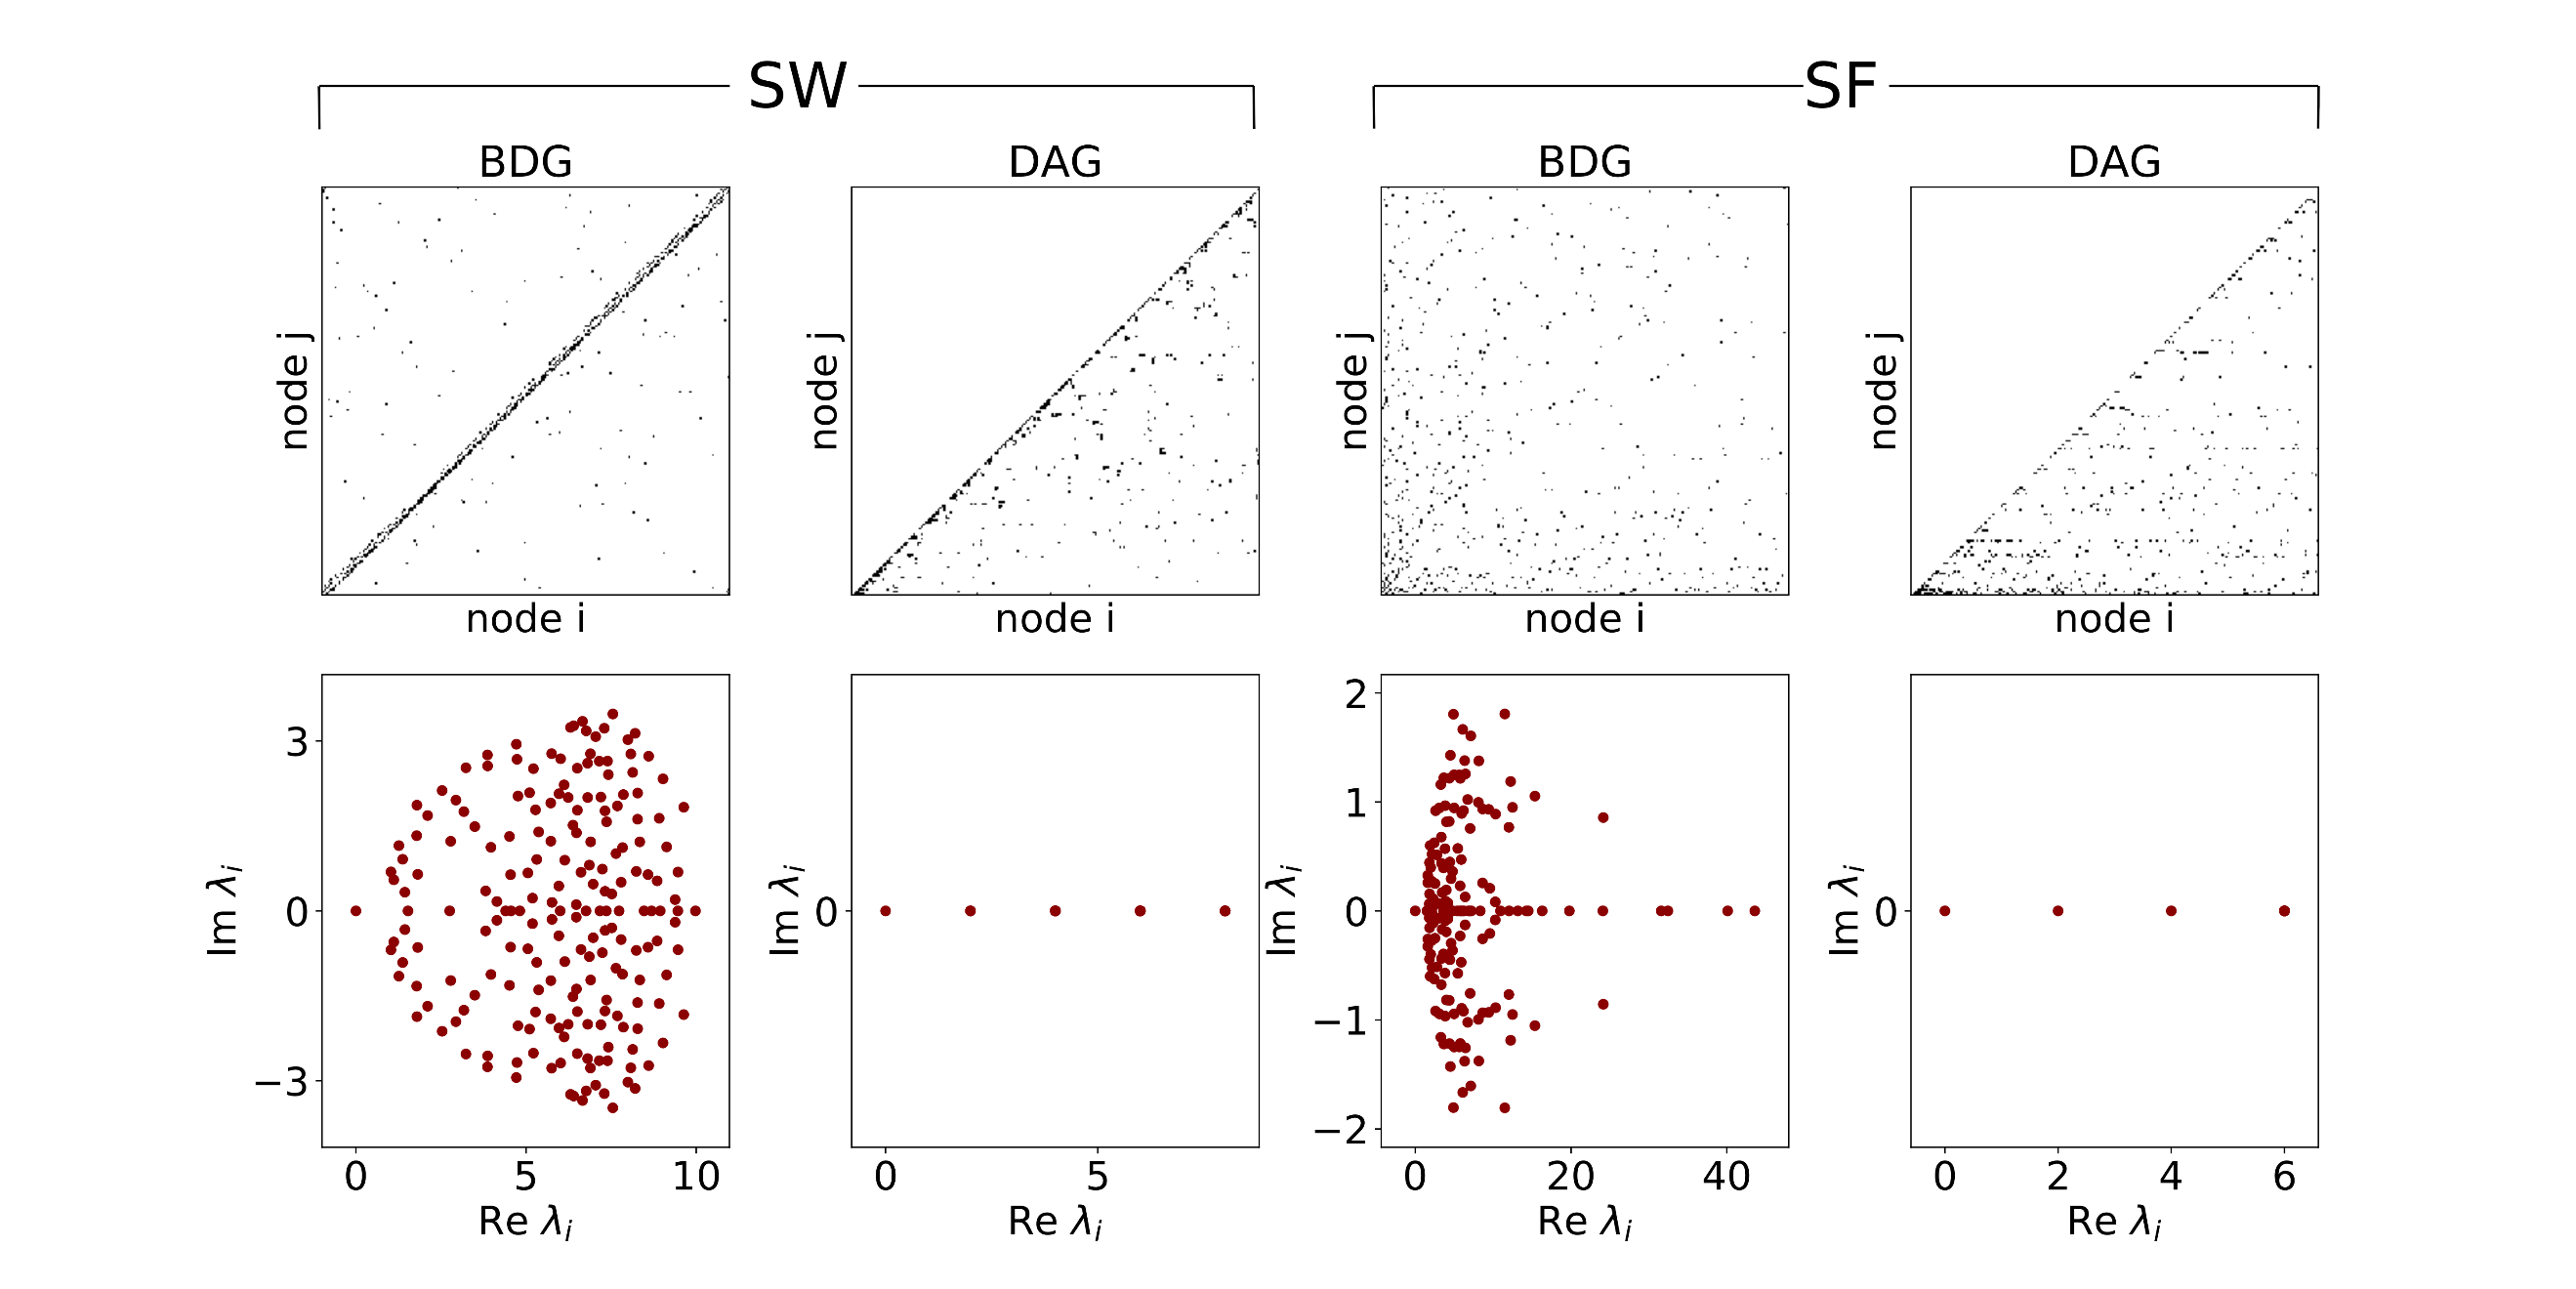 SW
SF
BDG
DAG
BDG
DAG
node j
node j
node j
node j
node i
node i
node i
node i
Im λi
3
0
−3
0
5
10
Re λi
Im λi
0
0
5
Re λi
Im λi
2
1
0
−1
−2
0
20
40
Re λi
Im λi
0
0
2
4
6
Re λi